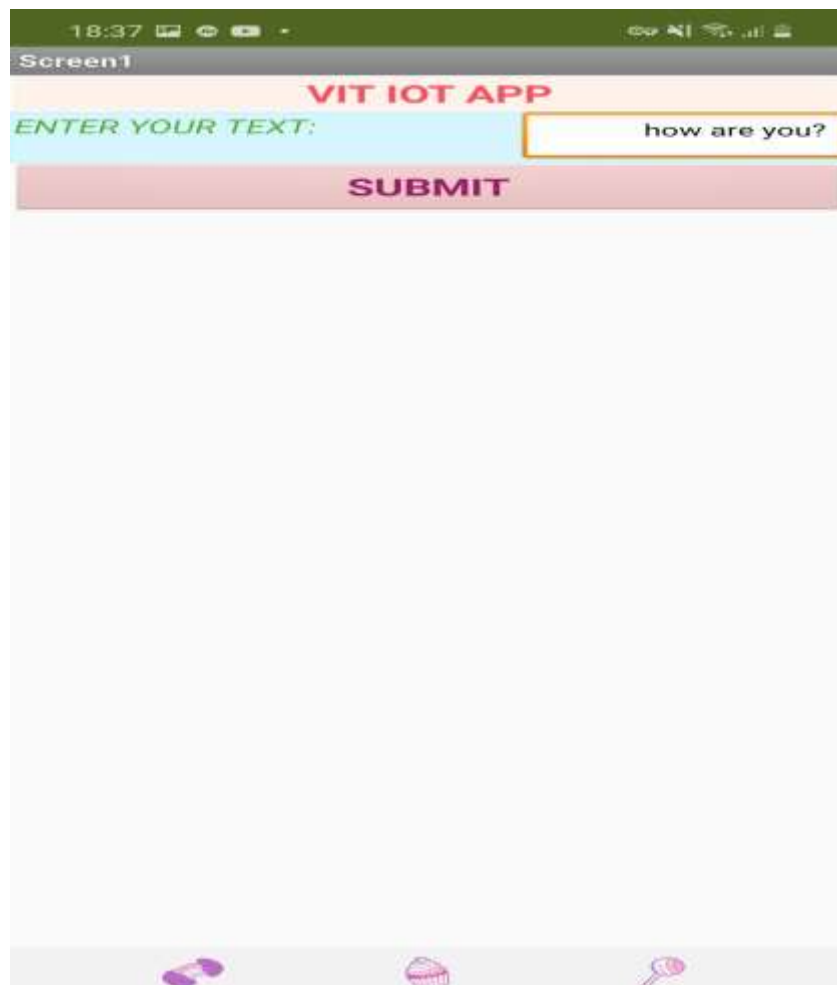 18:37
Screen1
VIT IOT APP
ENTER YOUR TEXT: how are you?
SUBMIT